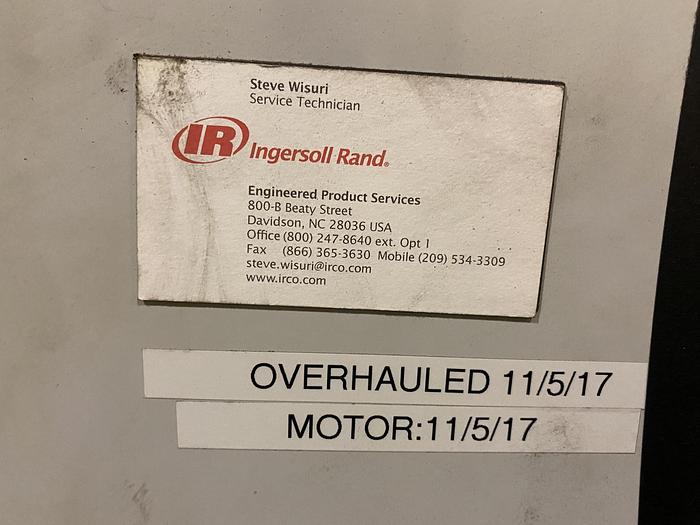 Steve Wisuri
Service Technician
IR Ingersoll Rand®
Engineered Product Services
800-B Beaty Street
Davidson, NC 28036 USA
Office (800) 247-8640 ext. Opt 1
Fax (866) 365-3630 Mobile (209) 534-3309
steve.wisuri@irco.com
www.irco.com
OVERHAULED 11/5/17
MOTOR:11/5/17